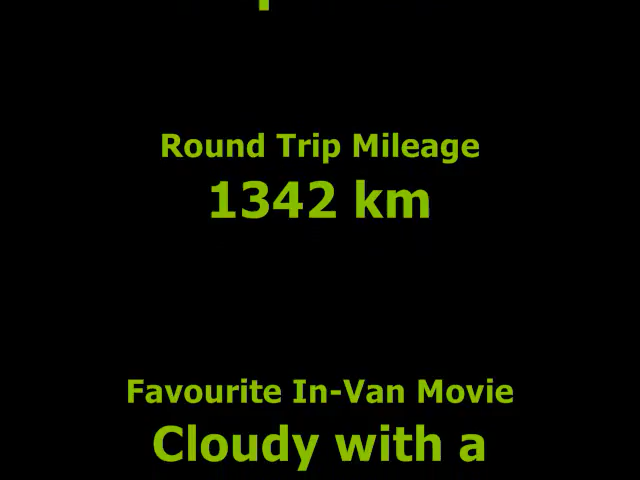 Round Trip Mileage
1342 km
Favourite In-Van Movie
Cloudy with a